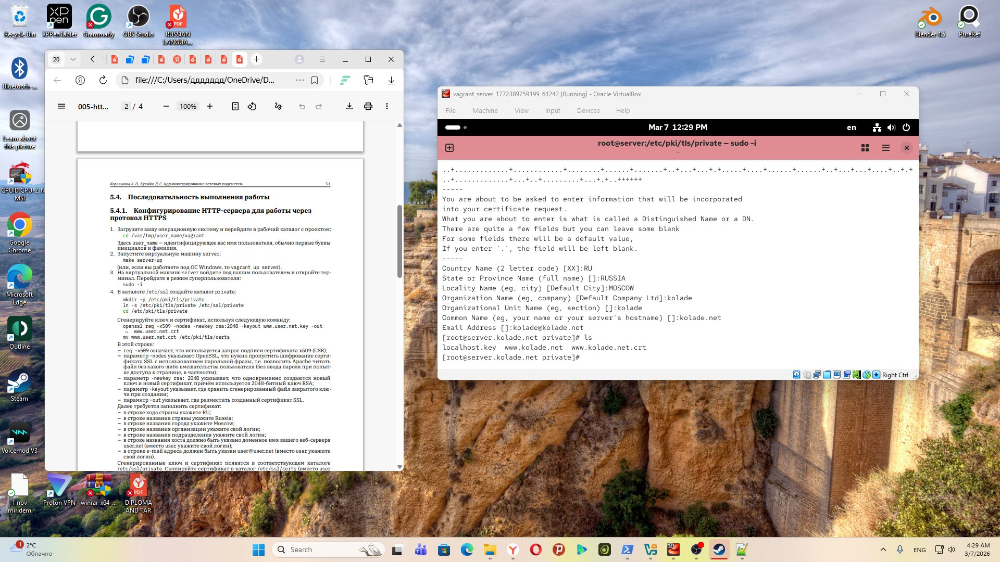 Recycle Bin
XPPenTablet
Grammarly
OBS Studio
RUSSIAN
LANGUA...
Blender 4.5
PureRef
Bluetooth-...
Learn about
this picture
CPUID CPU-Z N
MSI
Google
Chrome
Microsoft
Edge
Outline
Steam
Voicemod V3
1 nov
mir.dem
Proton VPN
winrar-x64-...
DIPLOMA
AND TAR
20
file:///C:/Users/ддддддд/OneDrive/D...
005-htt...
2 / 4
100%
Королькова А. В., Кулябов Д. С. Администрирование сетевых подсистем
51
5.4. Последовательность выполнения работы
5.4.1. Конфигурирование HTTP-сервера для работы через
протокол HTTPS
1. Загрузите вашу операционную систему и перейдите в рабочий каталог с проектом:
cd /var/tmp/user_name/vagrant
Здесь user_name — идентифицирующее вас имя пользователя, обычно первые буквы
инициалов и фамилия.
2. Запустите виртуальную машину server:
make server-up
(или, если вы работаете под ОС Windows, то vagrant up server).
3. На виртуальной машине server войдите под вашим пользователем и откройте тер-
минал. Перейдите в режим суперпользователя:
sudo -i
4. В каталоге /etc/ssl создайте каталог private:
mkdir -p /etc/pki/tls/private
ln -s /etc/pki/tls/private /etc/ssl/private
cd /etc/pki/tls/private
Сгенерируйте ключ и сертификат, используя следующую команду:
openssl req -x509 -nodes -newkey rsa:2048 -keyout www.user.net.key -out
↪ www.user.net.crt
mv www.user.net.crt /etc/pki/tls/certs
В этой строке:
– req -x509 означает, что используется запрос подписи сертификата x509 (CSR);
– параметр -nodes указывает OpenSSL, что нужно пропустить шифрование серти-
фиката SSL с использованием парольной фразы, т.е. позволить Apache читать
файл без какого-либо вмешательства пользователя (без ввода пароля при попыт-
ке доступа к странице, в частности);
– параметр -newkey rsa: 2048 указывает, что одновременно создаются новый
ключ и новый сертификат, причём используется 2048-битный ключ RSA;
– параметр -keyout указывает, где хранить сгенерированный файл закрытого клю-
ча при создании;
– параметр -out указывает, где разместить созданный сертификат SSL.
Далее требуется заполнить сертификат:
– в строке кода страны укажите RU;
– в строке названия страны укажите Russia;
– в строке названия города укажите Moscow;
– в строке названия организации укажите свой логин;
– в строке названия подразделения укажите свой логин;
– в строке названия хоста должно быть указано доменное имя вашего веб-сервера
user.net (вместо user укажите свой логин);
– в строке e-mail адреса должен быть указан user@user.net (вместо user укажите
свой логин).
Сгенерированные ключ и сертификат появятся в соответствующем каталоге
/etc/ssl/private. Скопируйте сертификат в каталог /etc/ssl/certs (вместо user
vagrant_server_1772389759199_61242 [Running] - Oracle VirtualBox
File Machine View Input Devices Help
Mar 7 12:29 PM
en
root@server:/etc/pki/tls/private — sudo -i
~
..+.............+............+........+......+.......+..+...+...+.+.....+....+......+......+..+...+...+....+..+.+
..+.............+...+..+.........+...+.+..++++++
-----
You are about to be asked to enter information that will be incorporated
into your certificate request.
What you are about to enter is what is called a Distinguished Name or a DN.
There are quite a few fields but you can leave some blank
For some fields there will be a default value,
If you enter '.', the field will be left blank.
-----
Country Name (2 letter code) [XX]:RU
State or Province Name (full name) []:RUSSIA
Locality Name (eg, city) [Default City]:MOSCOW
Organization Name (eg, company) [Default Company Ltd]:kolade
Organizational Unit Name (eg, section) []:kolade
Common Name (eg, your name or your server's hostname) []:kolade.net
Email Address []:kolade@kolade.net
[root@server.kolade.net private]# ls
localhost.key  www.kolade.net  www.kolade.net.crt
[root@server.kolade.net private]#
Right Ctrl
1
2°C
Облачно
Search
ENG
4:29 AM
3/7/2026